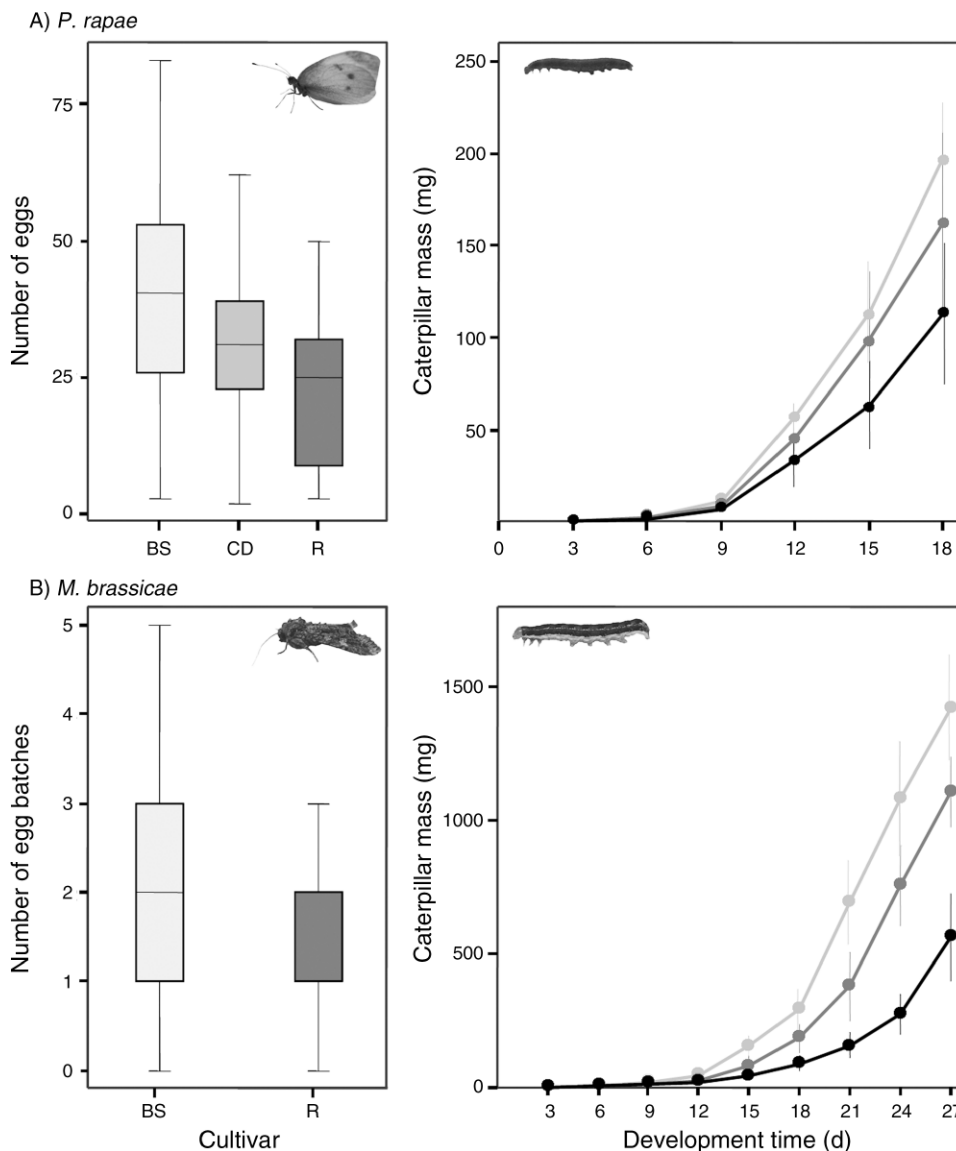 A) P. rapae
Number of eggs
75
50
25
0
BS CD R
Caterpillar mass (mg)
250
200
150
100
50
0 3 6 9 12 15 18
B) M. brassicae
Number of egg batches
5
4
3
2
1
0
BS R
Cultivar
Caterpillar mass (mg)
1500
1000
500
0
3 6 9 12 15 18 21 24 27
Development time (d)